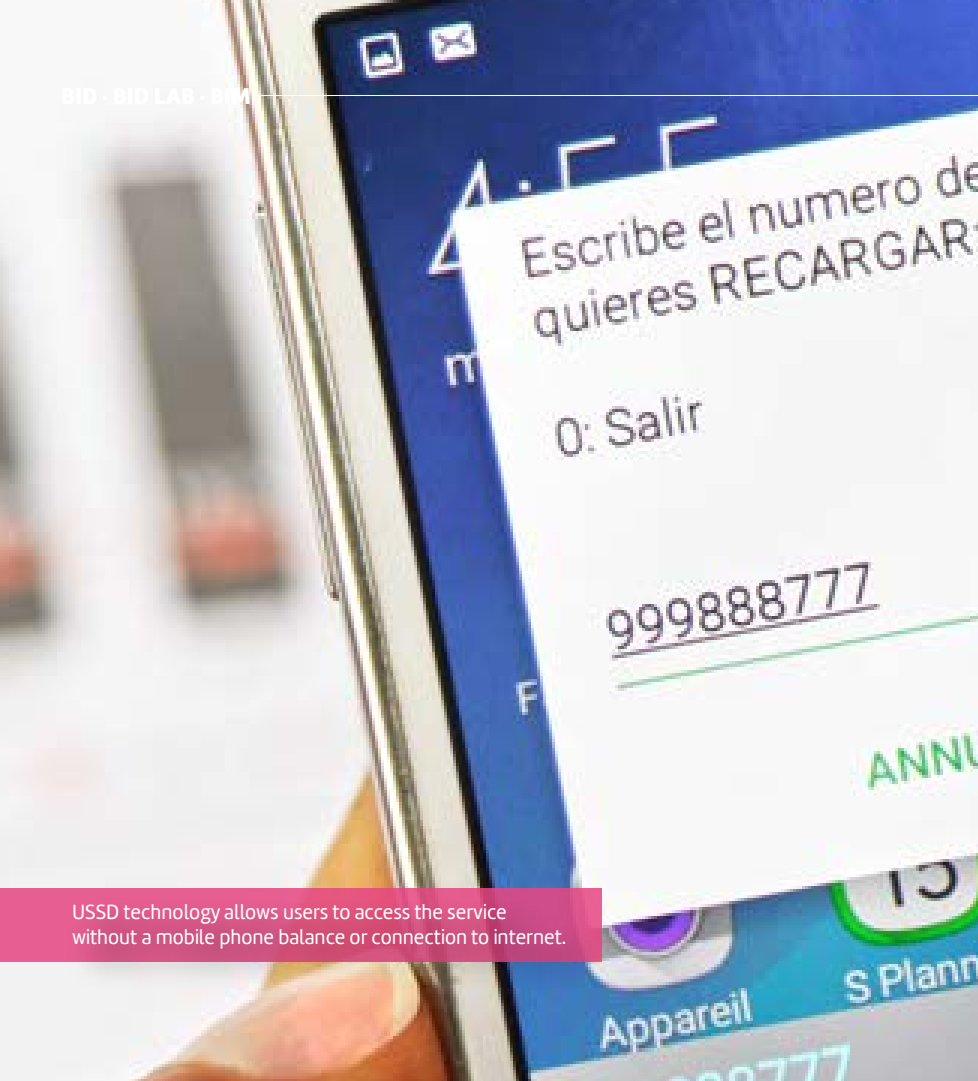 BID · BID LAB · BIM
Escribe el numero de
quieres RECARGAR:
0: Salir
999888777
ANNU
USSD technology allows users to access the service
without a mobile phone balance or connection to internet.
Appareil
S Plann
15
m
F